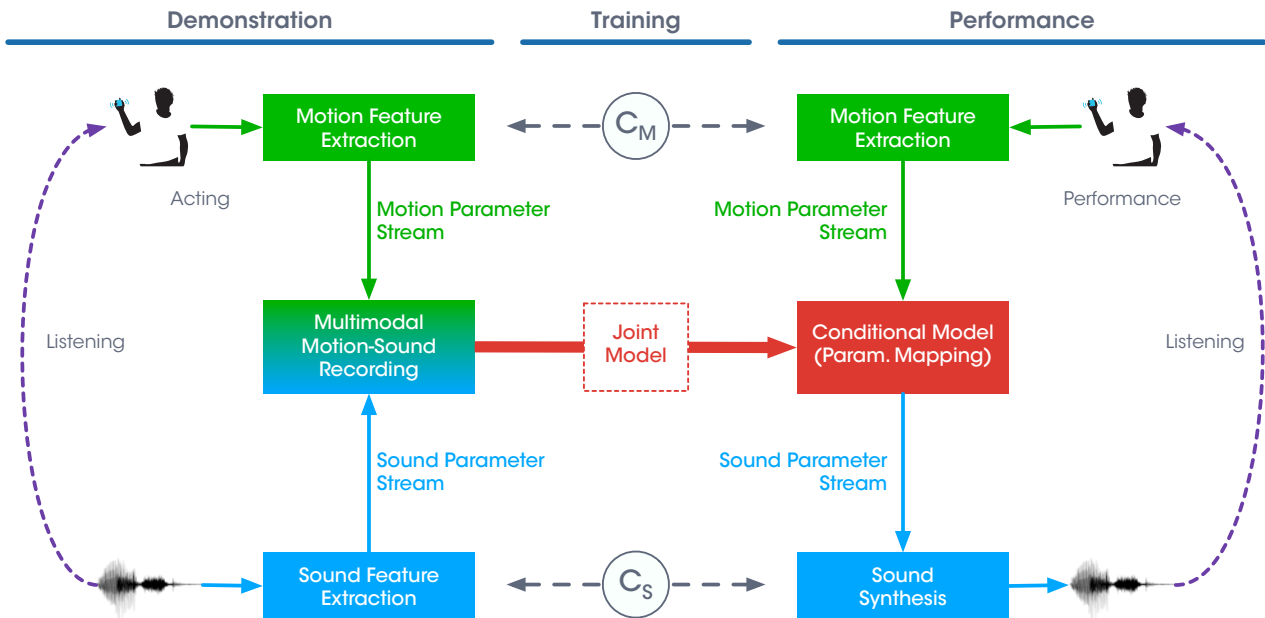 Demonstration
Training
Performance
Motion Feature
Extraction
C_M
Motion Feature
Extraction
Acting
Performance
Motion Parameter
Stream
Motion Parameter
Stream
Listening
Multimodal
Motion-Sound
Recording
Joint
Model
Conditional Model
(Param. Mapping)
Listening
Sound Parameter
Stream
Sound Parameter
Stream
Sound Feature
Extraction
C_S
Sound
Synthesis